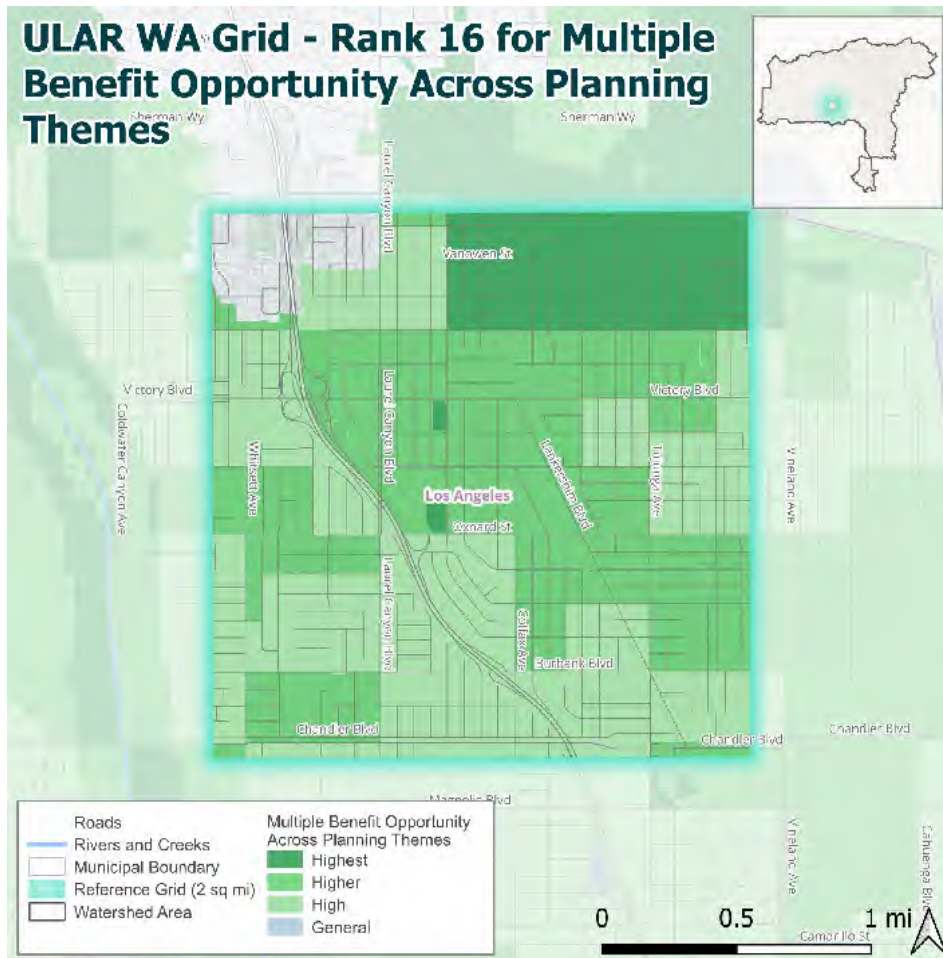 ULAR WA Grid - Rank 16 for Multiple
Benefit Opportunity Across Planning
Themes
Sherman Wy
Sherman Wy
Laurel Canyon Blvd
Vanowen St
Victory Blvd
Victory Blvd
Laurel Canyon Blvd
Coldwater Canyon Ave
Whitsett Ave
Lankershim Blvd
Tujunga Ave
Vineland Ave
Los Angeles
Oxnard St
Laurel Canyon Blvd
Colfax Ave
Burbank Blvd
Chandler Blvd
Chandler Blvd
Chandler Blvd
Magnolia Blvd
Vineland Ave
Cahuenga Blvd
Roads
Rivers and Creeks
Municipal Boundary
Reference Grid (2 sq mi)
Watershed Area
Multiple Benefit Opportunity
Across Planning Themes
Highest
Higher
High
General
0 0.5 1 mi
Camarillo St